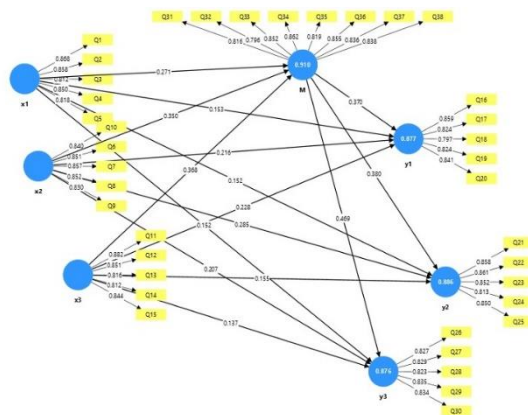 Q31
Q32
Q33
Q34
Q35
Q36
Q37
Q38
0.816
0.796
0.852
0.862
0.819
0.855
0.836
0.838
0.910
M
Q1
Q2
Q3
Q4
Q5
0.868
0.858
0.812
0.850
0.818
x1
Q10
Q6
Q7
Q8
Q9
0.840
0.851
0.857
0.852
0.830
x2
Q11
Q12
Q13
Q14
Q15
0.882
0.851
0.816
0.812
0.844
x3
0.271
0.153
0.350
0.216
0.368
0.228
0.152
0.152
0.285
0.207
0.155
0.137
0.370
0.380
0.469
Q16
Q17
Q18
Q19
Q20
0.859
0.824
0.797
0.824
0.841
0.877
y1
Q21
Q22
Q23
Q24
Q25
0.858
0.861
0.852
0.813
0.850
0.886
y2
Q26
Q27
Q28
Q29
Q30
0.827
0.829
0.823
0.835
0.834
0.874
y3